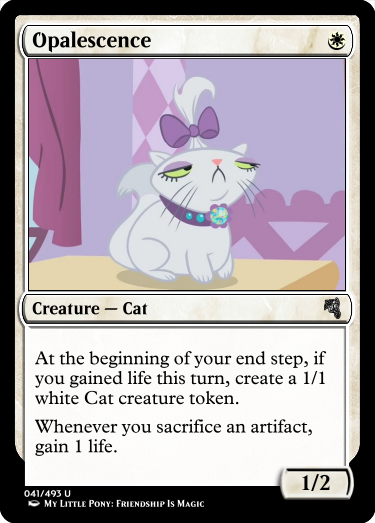 Opalescence
Creature — Cat
At the beginning of your end step, if
you gained life this turn, create a 1/1
white Cat creature token.
Whenever you sacrifice an artifact,
gain 1 life.
1/2
041/493 U
My Little Pony: Friendship Is Magic